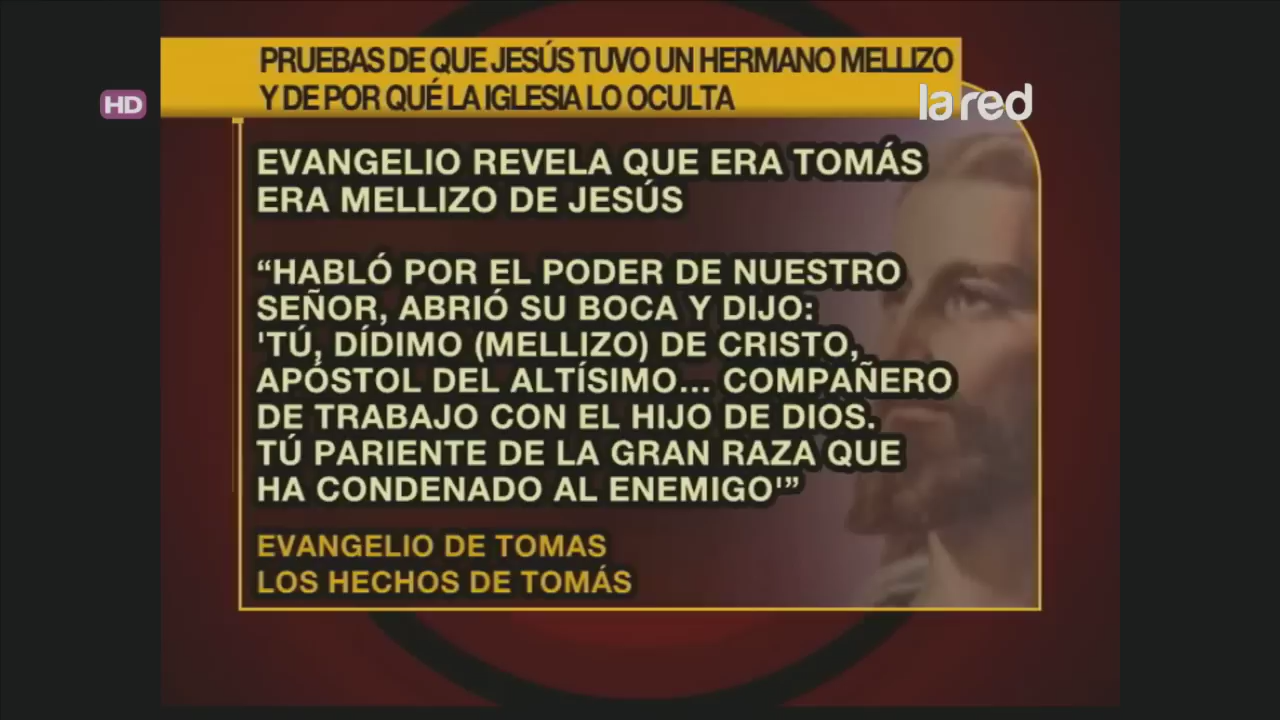 PRUEBAS DE QUE JESÚS TUVO UN HERMANO MELLIZO
Y DE POR QUÉ LA IGLESIA LO OCULTA
HD
la red
EVANGELIO REVELA QUE ERA TOMÁS
ERA MELLIZO DE JESÚS
“HABLÓ POR EL PODER DE NUESTRO
SEÑOR, ABRIÓ SU BOCA Y DIJO:
'TÚ, DÍDIMO (MELLIZO) DE CRISTO,
APÓSTOL DEL ALTÍSIMO... COMPAÑERO
DE TRABAJO CON EL HIJO DE DIOS.
TÚ PARIENTE DE LA GRAN RAZA QUE
HA CONDENADO AL ENEMIGO'”
EVANGELIO DE TOMAS
LOS HECHOS DE TOMÁS